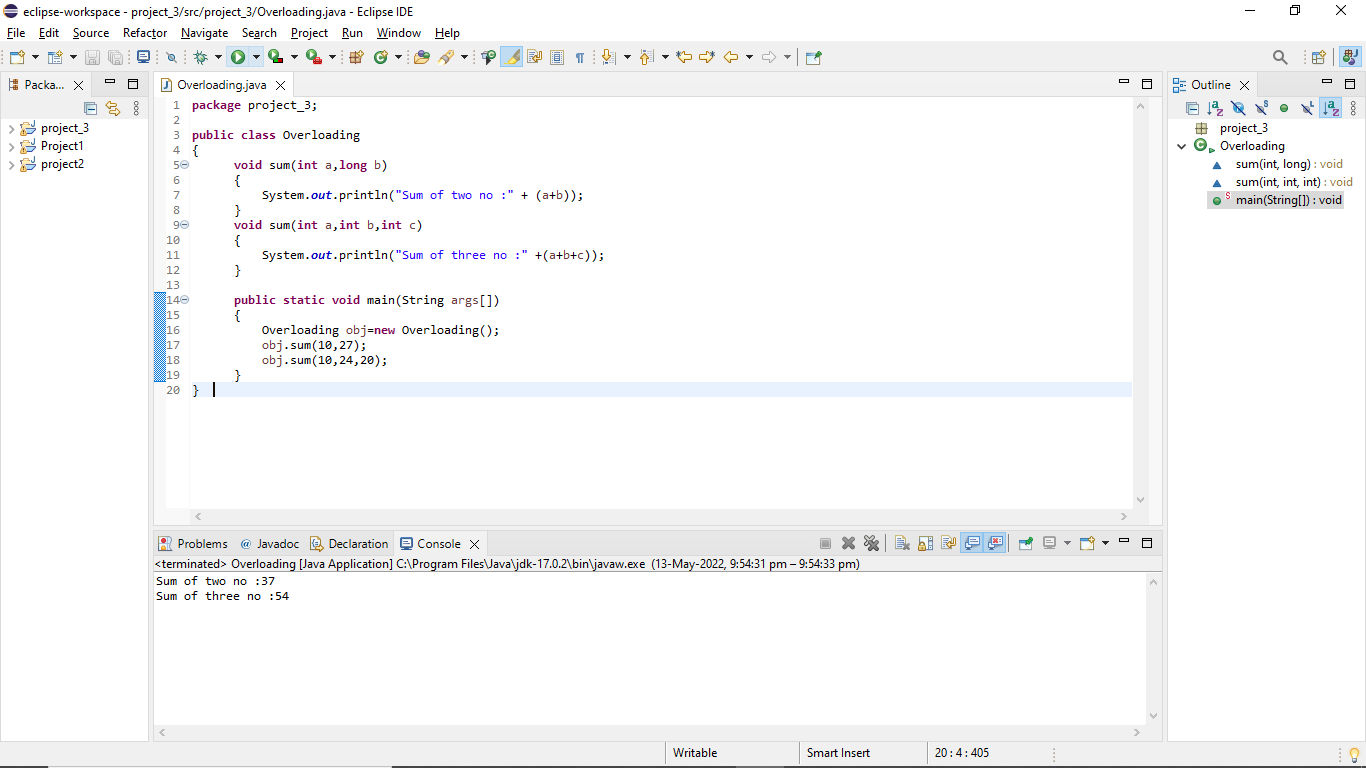 eclipse-workspace - project_3/src/project_3/Overloading.java - Eclipse IDE
File Edit Source Refactor Navigate Search Project Run Window Help
Packa...
project_3
Project1
project2
Overloading.java
1 package project_3;
2
3 public class Overloading
4 {
5 void sum(int a,long b)
6 {
7 System.out.println("Sum of two no :" + (a+b));
8 }
9 void sum(int a,int b,int c)
10 {
11 System.out.println("Sum of three no :" +(a+b+c));
12 }
13
14 public static void main(String args[])
15 {
16 Overloading obj=new Overloading();
17 obj.sum(10,27);
18 obj.sum(10,24,20);
19 }
20 }
Outline
project_3
Overloading
sum(int, long) : void
sum(int, int, int) : void
main(String[]) : void
Problems @ Javadoc Declaration Console
<terminated> Overloading [Java Application] C:\Program Files\Java\jdk-17.0.2\bin\javaw.exe (13-May-2022, 9:54:31 pm – 9:54:33 pm)
Sum of two no :37
Sum of three no :54
Writable Smart Insert 20 : 4 : 405